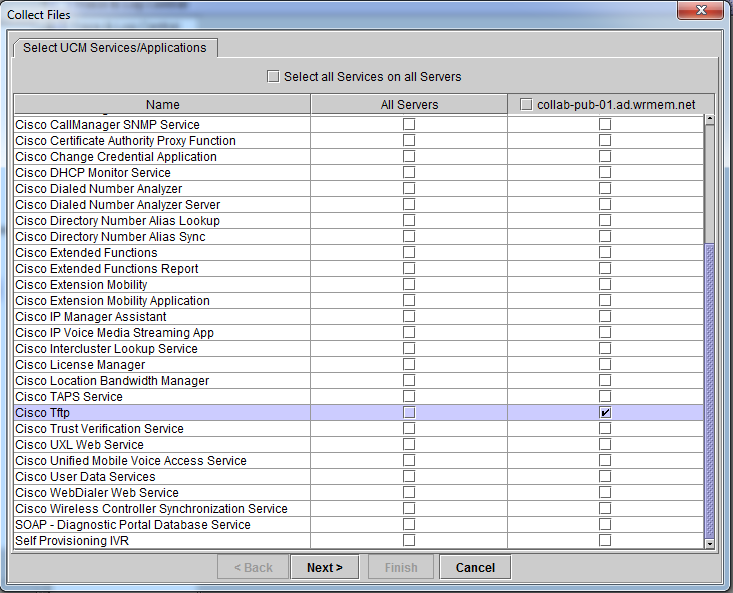 Collect Files
Select UCM Services/Applications
Select all Services on all Servers
Name All Servers collab-pub-01.ad.wrmem.net
Cisco CallManager SNMP Service
Cisco Certificate Authority Proxy Function
Cisco Change Credential Application
Cisco DHCP Monitor Service
Cisco Dialed Number Analyzer
Cisco Dialed Number Analyzer Server
Cisco Directory Number Alias Lookup
Cisco Directory Number Alias Sync
Cisco Extended Functions
Cisco Extended Functions Report
Cisco Extension Mobility
Cisco Extension Mobility Application
Cisco IP Manager Assistant
Cisco IP Voice Media Streaming App
Cisco Intercluster Lookup Service
Cisco License Manager
Cisco Location Bandwidth Manager
Cisco TAPS Service
Cisco Tftp
Cisco Trust Verification Service
Cisco UXL Web Service
Cisco Unified Mobile Voice Access Service
Cisco User Data Services
Cisco WebDialer Web Service
Cisco Wireless Controller Synchronization Service
SOAP - Diagnostic Portal Database Service
Self Provisioning IVR
< Back Next > Finish Cancel